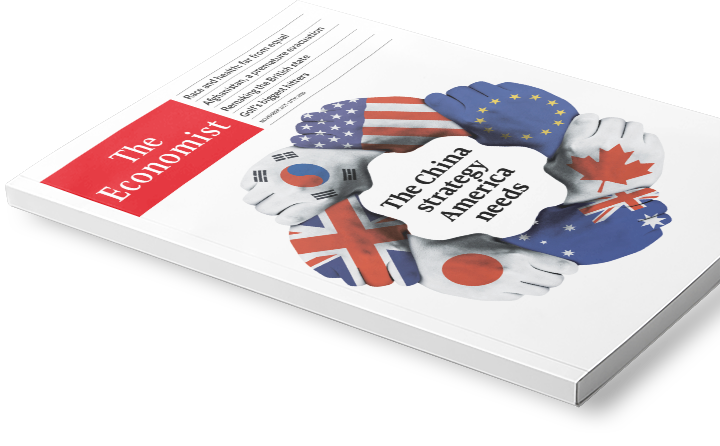 The
Economist
Race and health: far from equal
Afghanistan, a premature evacuation
Remaking the British state
Golf's biggest hitters
The China
strategy
America
needs